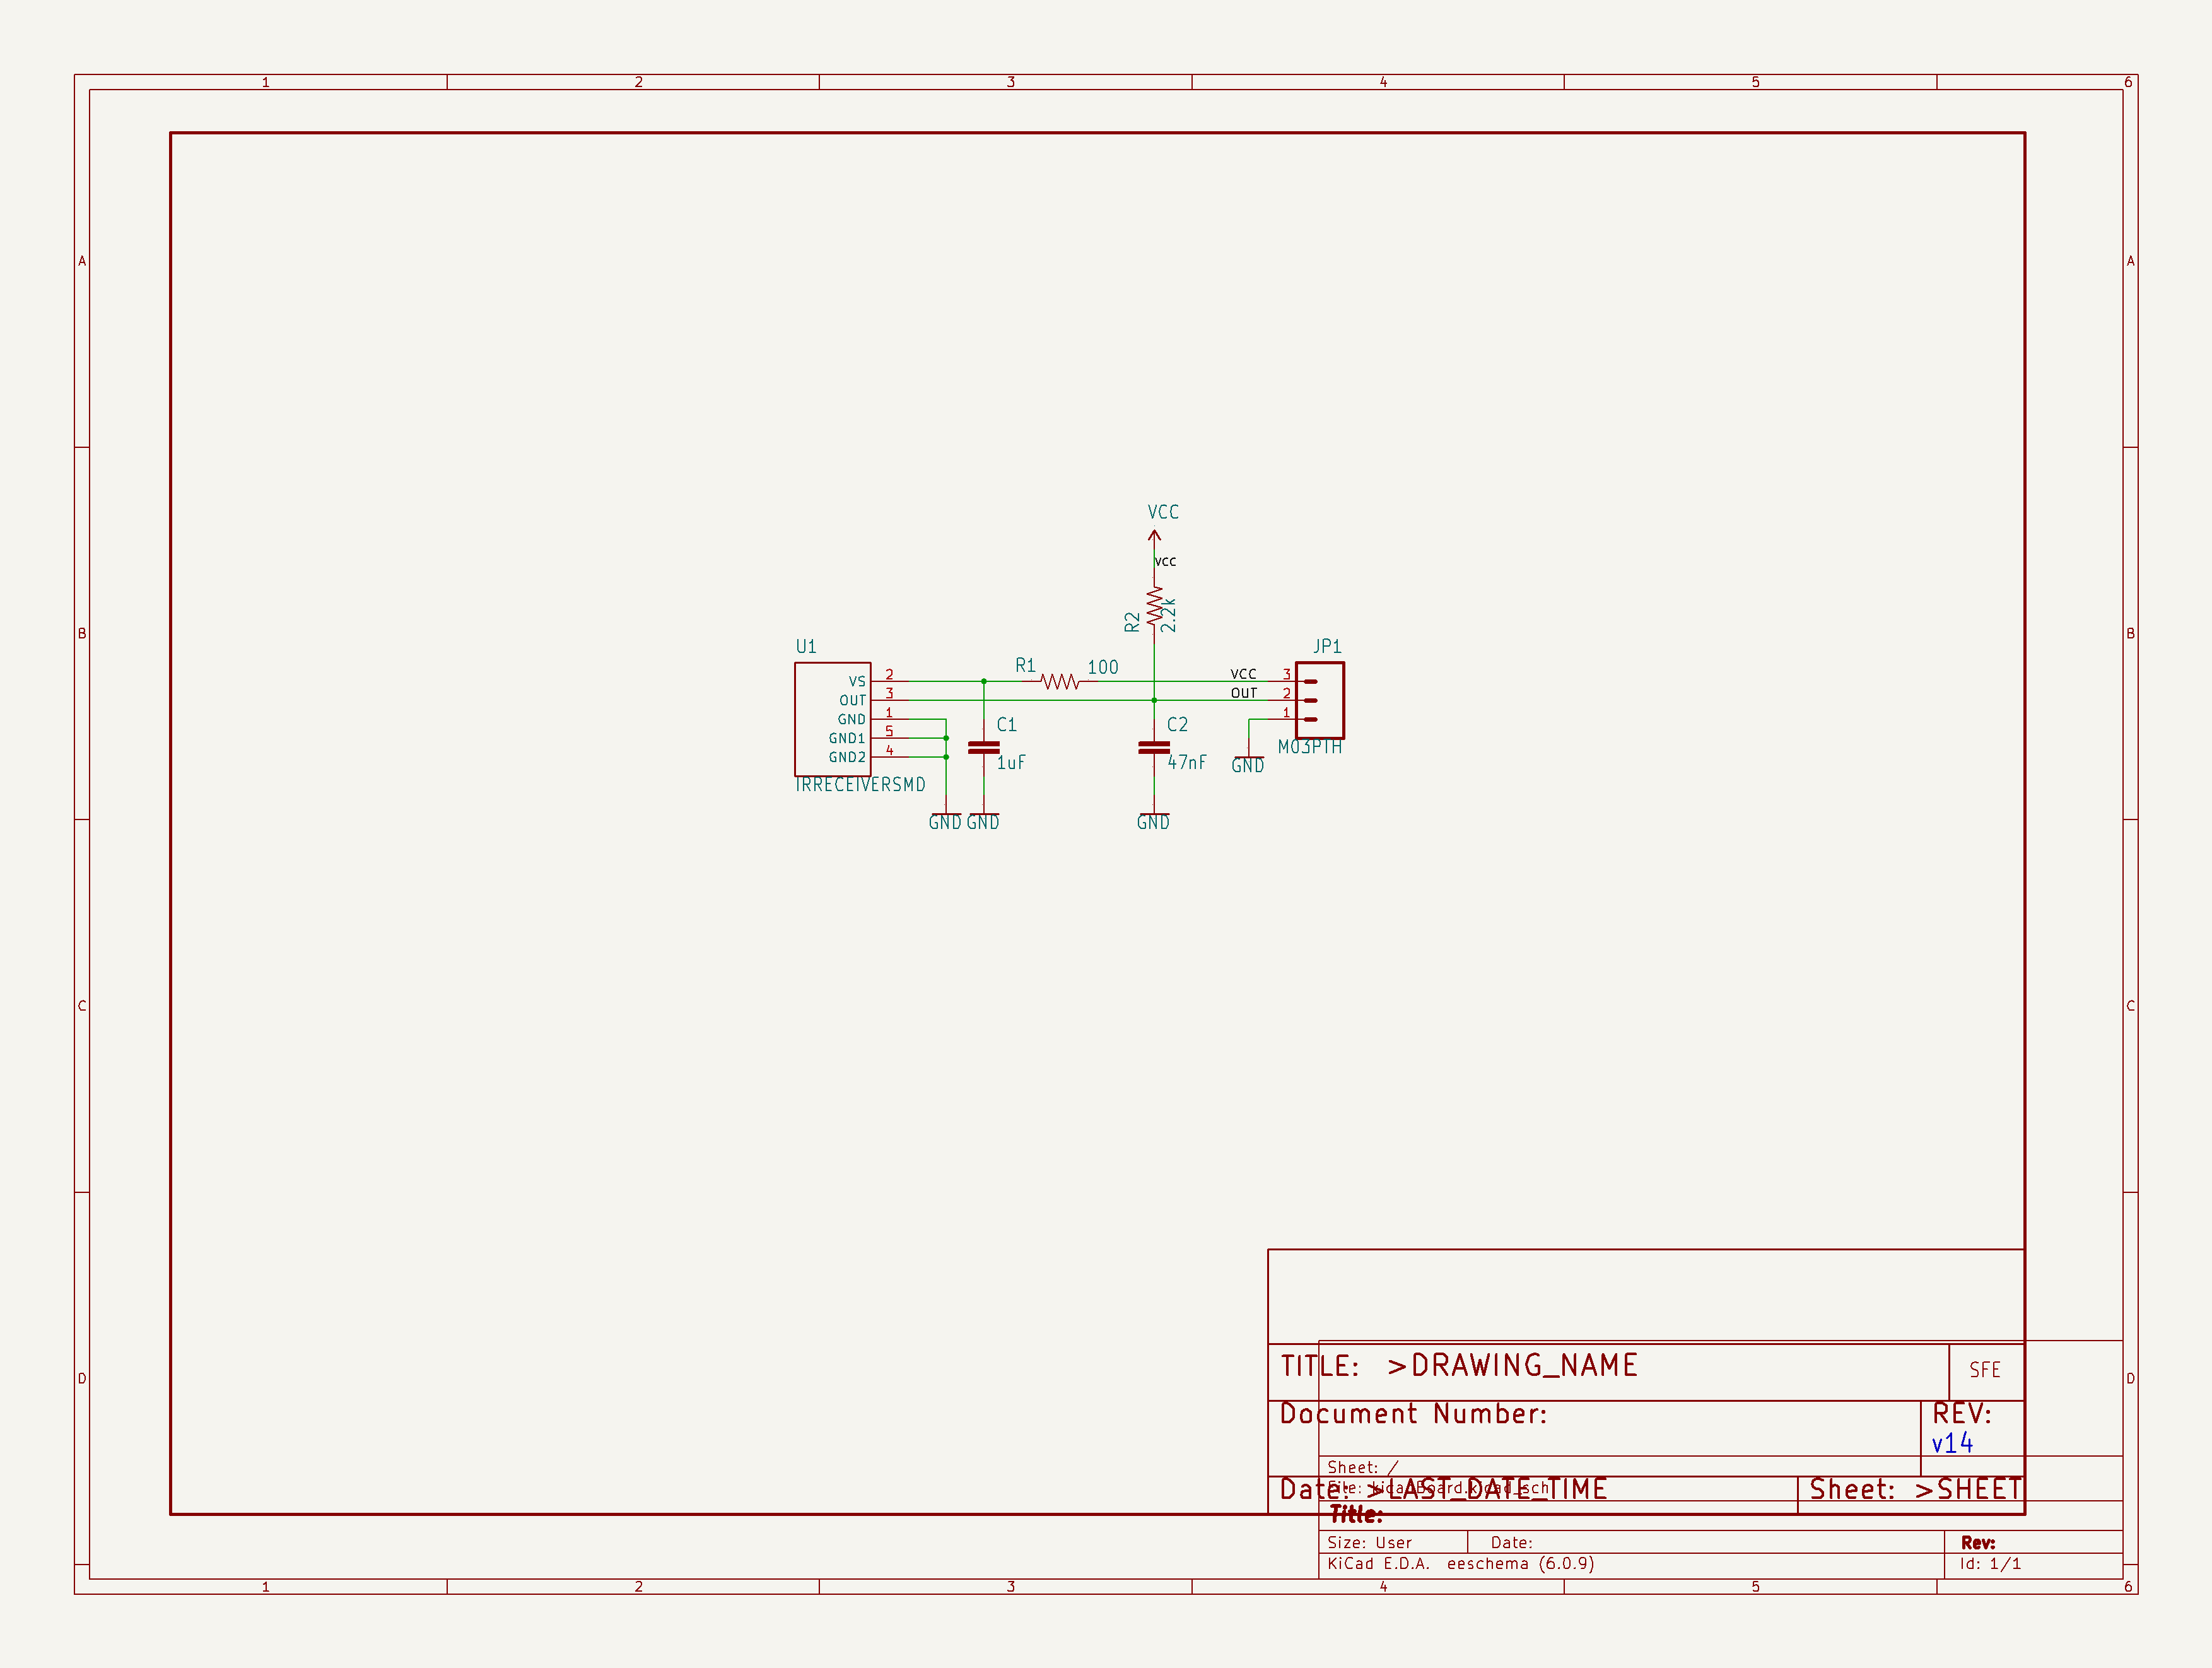 1 2 3 4 5 6
A A
VCC
VCC
R2 2.2k
B B
U1
R1 100
JP1
VS 2
VCC 3
OUT 3
OUT 2
GND 1
1
C1
C2
GND1 5
GND2 4
1uF
47nF
GND
M03PTH
IRRECEIVERSMD
GND GND GND
C C
TITLE: >DRAWING_NAME
SFE
D D
Document Number:
REV:
v14
Sheet: /
File: kicadBoard.kicad_sch
Date: >LAST_DATE_TIME
Sheet: >SHEET
Title:
Size: User Date: Rev:
KiCad E.D.A. eeschema (6.0.9) Id: 1/1
1 2 3 4 5 6